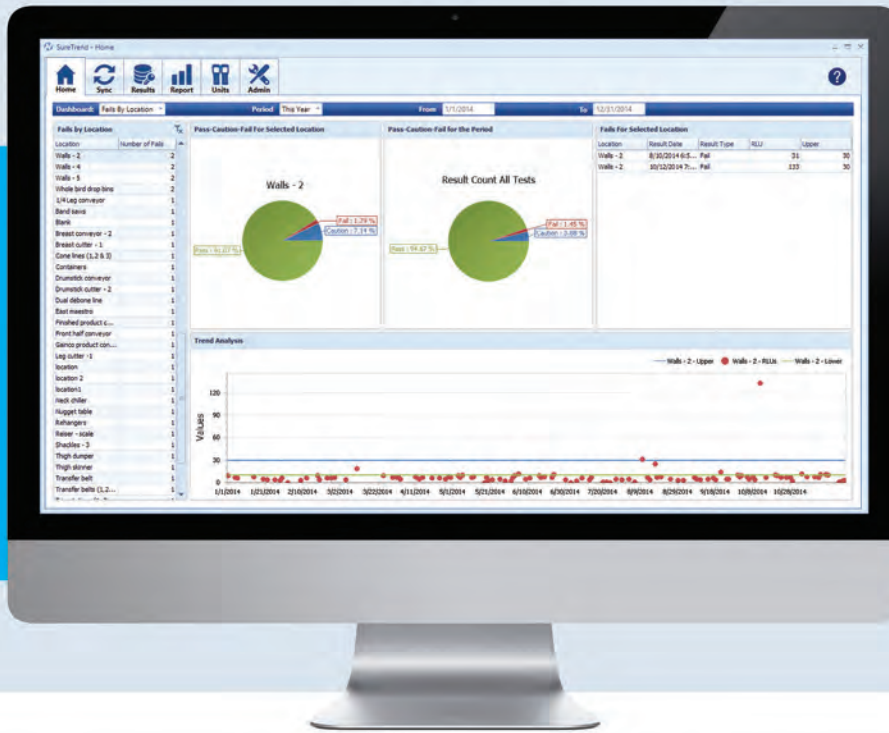 SureTrend - Home
Home Sync Results Report Units Admin
Dashboard: Fails By Location Period This Year From 1/1/2014 To 12/31/2014
Fails by Location
Location Number of Fails
Walls - 2 2
Walls - 4 2
Walls - 5 2
Whole bird drop bins 2
1/4 Leg conveyor 1
Band saws 1
Blank 1
Breast conveyor - 2 1
Breast cutter - 1 1
Cone lines (1,2 & 3) 1
Containers 1
Drumstick conveyor 1
Drumstick cutter - 2 1
Dual debone line 1
East maestro 1
Finished product c... 1
Front half conveyor 1
Gainco product con... 1
Leg cutter -1 1
location 1
location 2 1
location1 1
Neck chiller 1
Nugget table 1
Rehangers 1
Raiser - scale 1
Shackles - 3 1
Thigh dumper 1
Thigh skinner 1
Transfer belt 1
Transfer belts (1,2... 1
Pass-Caution-Fail For Selected Location
Walls - 2
Fail : 1.79 %
Caution : 7.14 %
Pass : 91.07 %
Pass-Caution-Fail for the Period
Result Count All Tests
Fail : 1.45 %
Caution : 3.88 %
Pass : 94.67 %
Fails For Selected Location
Location Result Date Result Type RLU Upper
Walls - 2 8/10/2014 6:5... Fail 31 30
Walls - 2 10/12/2014 7:... Fail 133 30
Trend Analysis
Walls - 2 - Upper Walls - 2 - RLUs Walls - 2 - Lower
Values
120
90
60
30
0
1/1/2014 1/21/2014 2/10/2014 3/2/2014 3/22/2014 4/11/2014 5/1/2014 5/21/2014 6/10/2014 6/30/2014 7/20/2014 8/9/2014 8/29/2014 9/18/2014 10/8/2014 10/28/2014